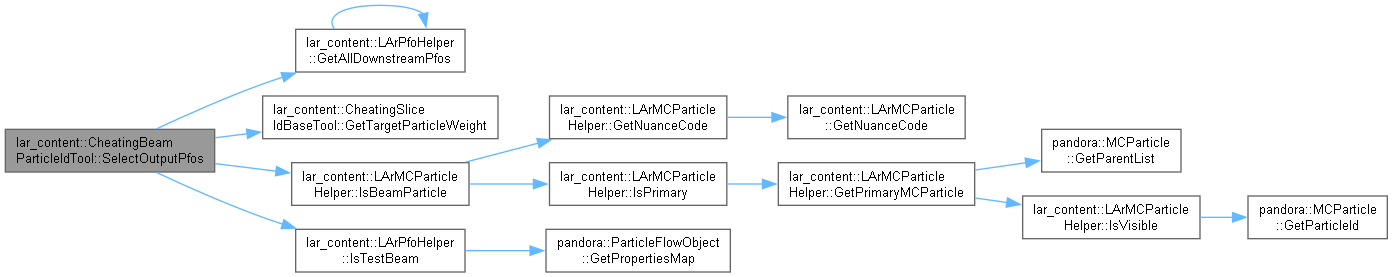 lar_content::LArPfoHelper
::GetAllDownstreamPfos
lar_content::CheatingSlice
IdBaseTool::GetTargetParticleWeight
lar_content::LArMCParticle
Helper::GetNuanceCode
lar_content::LArMCParticle
::GetNuanceCode
lar_content::CheatingBeam
ParticleIdTool::SelectOutputPfos
pandora::MCParticle
::GetParentList
lar_content::LArMCParticle
Helper::IsBeamParticle
lar_content::LArMCParticle
Helper::IsPrimary
lar_content::LArMCParticle
Helper::GetPrimaryMCParticle
lar_content::LArMCParticle
Helper::IsVisible
pandora::MCParticle
::GetParticleId
lar_content::LArPfoHelper
::IsTestBeam
pandora::ParticleFlowObject
::GetPropertiesMap